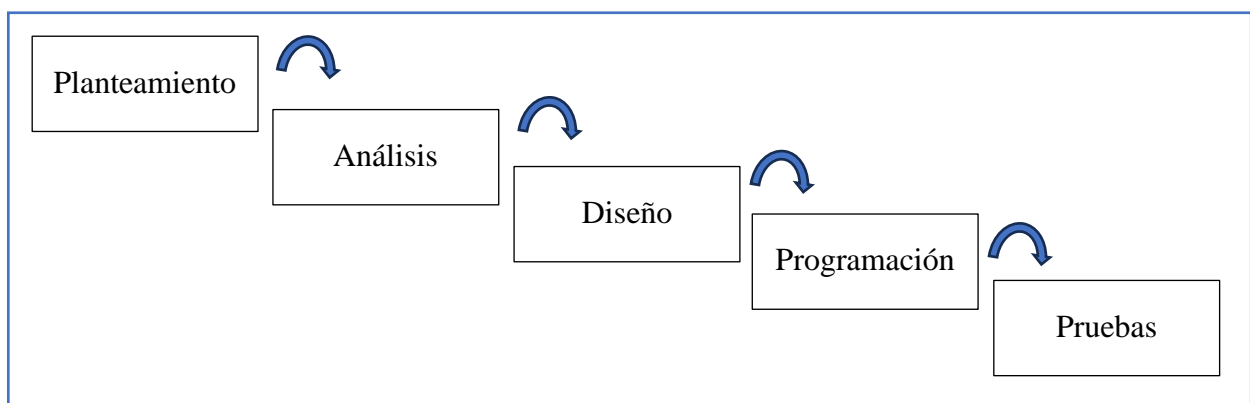 Planteamiento
Análisis
Diseño
Programación
Pruebas